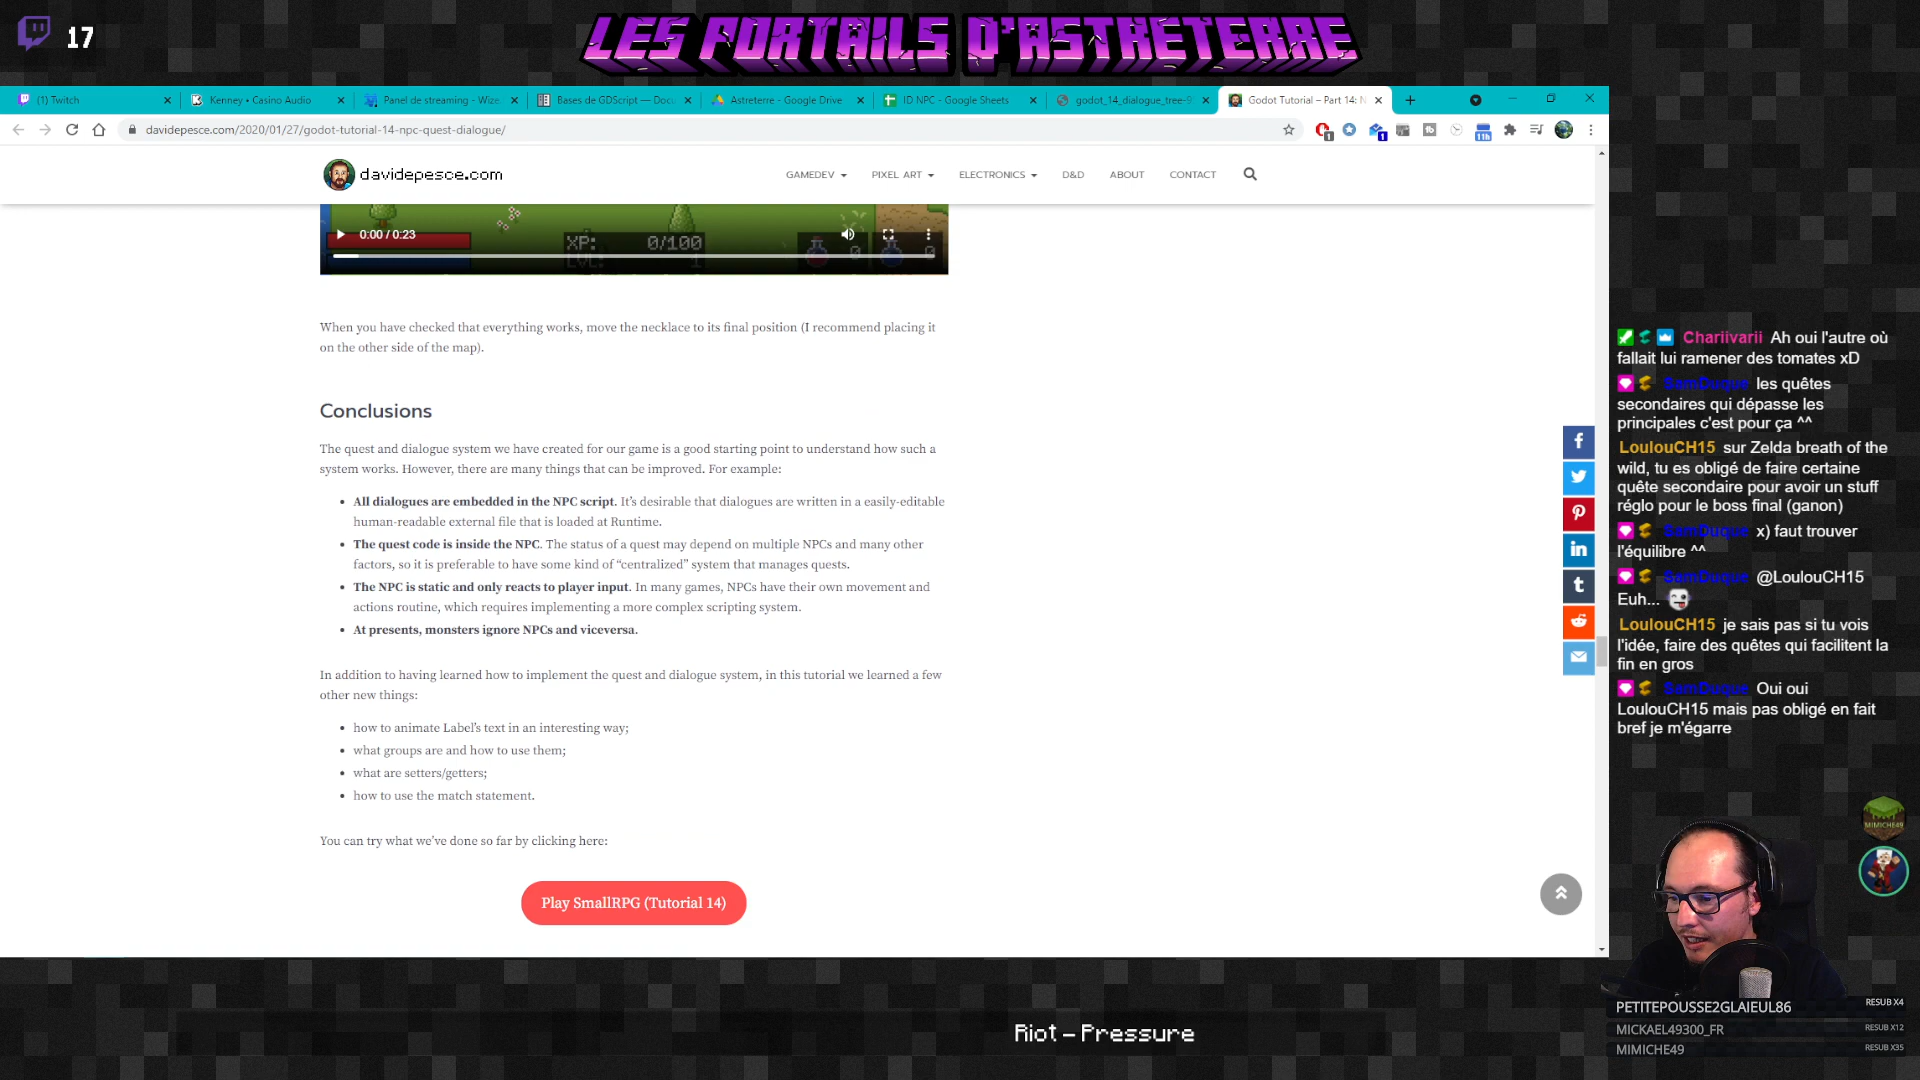 17
LES PORTAILS D'ASTRETERRE
(1) Twitch
Kenney • Casino Audio
Panel de streaming - Wize
Bases de GDScript — Docu
Astreterre - Google Drive
ID NPC - Google Sheets
godot_14_dialogue_tree-9
Godot Tutorial – Part 14: N
davidepesce.com/2020/01/27/godot-tutorial-14-npc-quest-dialogue/
davidepesce.com
GAMEDEV
PIXEL ART
ELECTRONICS
D&D
ABOUT
CONTACT
0:00 / 0:23
XP: 0/100
LVL: 1
0
0
When you have checked that everything works, move the necklace to its final position (I recommend placing it
on the other side of the map).
Conclusions
The quest and dialogue system we have created for our game is a good starting point to understand how such a
system works. However, there are many things that can be improved. For example:
• All dialogues are embedded in the NPC script. It's desirable that dialogues are written in a easily-editable
human-readable external file that is loaded at Runtime.
• The quest code is inside the NPC. The status of a quest may depend on multiple NPCs and many other
factors, so it is preferable to have some kind of “centralized” system that manages quests.
• The NPC is static and only reacts to player input. In many games, NPCs have their own movement and
actions routine, which requires implementing a more complex scripting system.
• At presents, monsters ignore NPCs and viceversa.
In addition to having learned how to implement the quest and dialogue system, in this tutorial we learned a few
other new things:
• how to animate Label's text in an interesting way;
• what groups are and how to use them;
• what are setters/getters;
• how to use the match statement.
You can try what we've done so far by clicking here:
Play SmallRPG (Tutorial 14)
Chariivarii Ah oui l'autre où
fallait lui ramener des tomates xD
SamDuque les quêtes
secondaires qui dépasse les
principales c'est pour ça ^^
LoulouCH15 sur Zelda breath of the
wild, tu es obligé de faire certaine
quête secondaire pour avoir un stuff
réglo pour le boss final (ganon)
SamDuque x) faut trouver
l'équilibre ^^
SamDuque @LoulouCH15
Euh...
LoulouCH15 je sais pas si tu vois
l'idée, faire des quêtes qui facilitent la
fin en gros
SamDuque Oui oui
LoulouCH15 mais pas obligé en fait
bref je m'égarre
MIMICHE49
PETITEPOUSSE2GLAIEUL86 RESUB X4
MICKAEL49300_FR RESUB X12
MIMICHE49 RESUB X35
Riot – Pressure